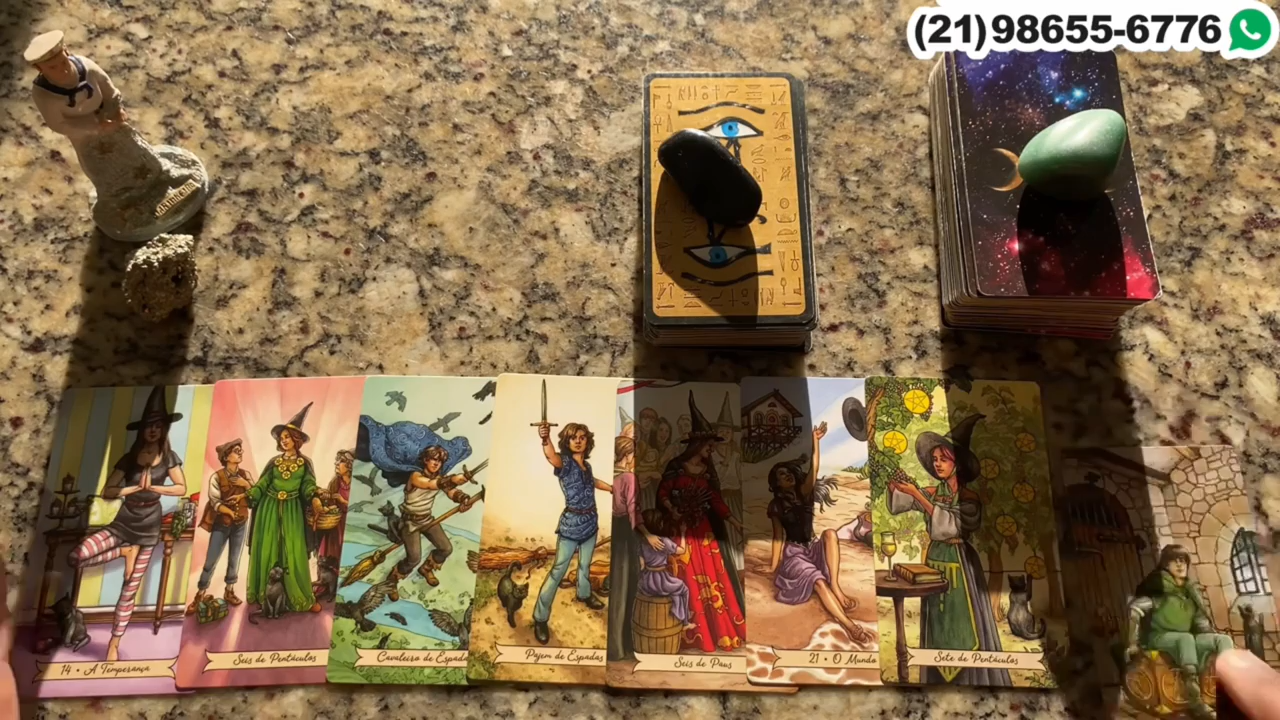 (21)98655-6776
14 • A Temperança
Seis de Pentáculos
Cavaleiro de Espada
Pajem de Espadas
Seis de Paus
21 • O Mundo
Sete de Pentáculos